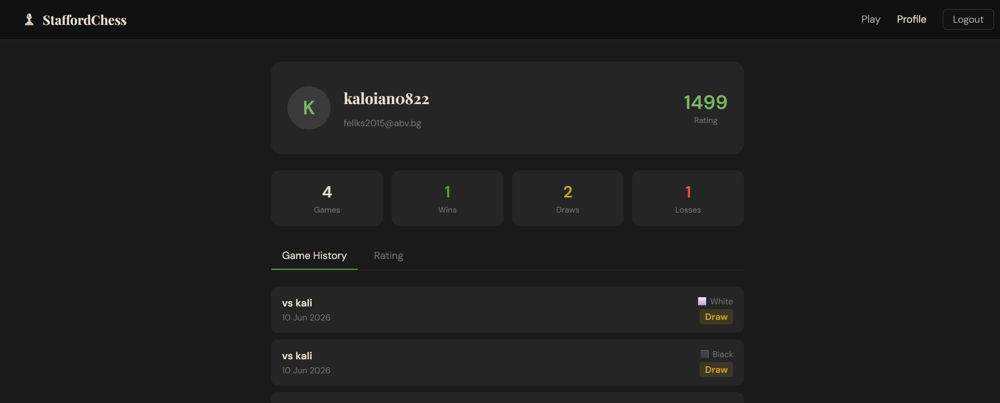 StaffordChess
Play
Profile
Logout
K
kaloian0822
feliks2015@abv.bg
1499
Rating
4
Games
1
Wins
2
Draws
1
Losses
Game History
Rating
vs kali
10 Jun 2026
White
Draw
vs kali
10 Jun 2026
Black
Draw